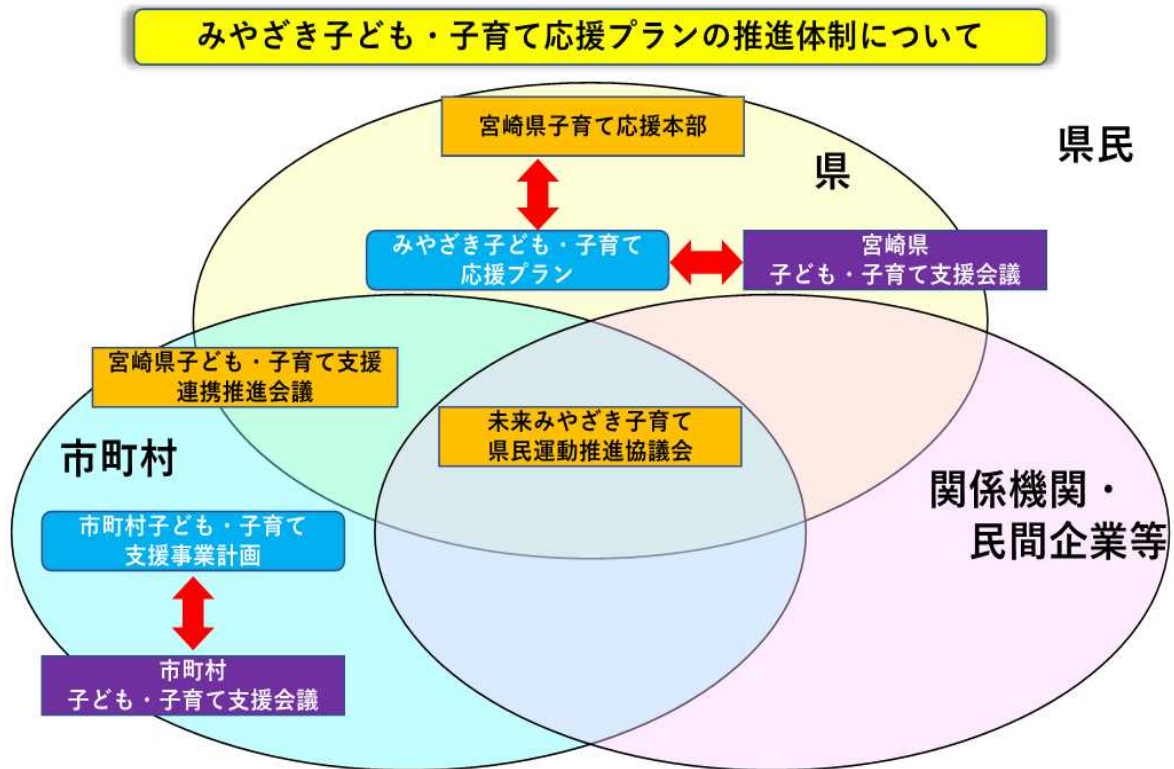 みやざき子ども・子育て応援プランの推進体制について
宮崎県子育て応援本部
県民
県
みやざき子ども・子育て
応援プラン
宮崎県
子ども・子育て支援会議
宮崎県子ども・子育て支援
連携推進会議
未来みやざき子育て
県民運動推進協議会
市町村
関係機関・
民間企業等
市町村子ども・子育て
支援事業計画
市町村
子ども・子育て支援会議